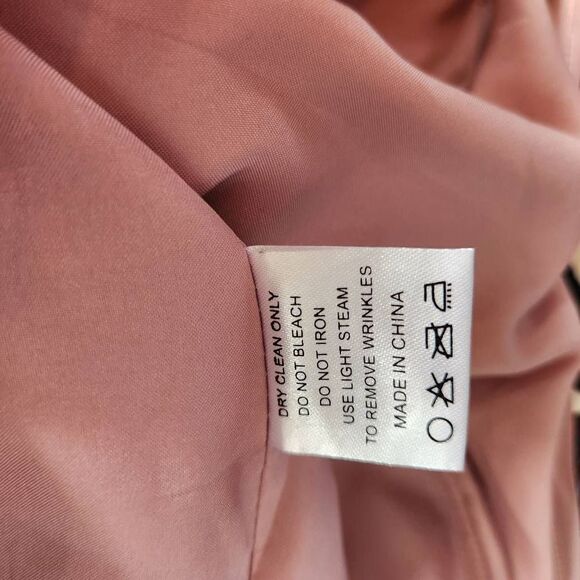 DRY CLEAN ONLY
DO NOT BLEACH
DO NOT IRON
USE LIGHT STEAM
TO REMOVE WRINKLES
MADE IN CHINA